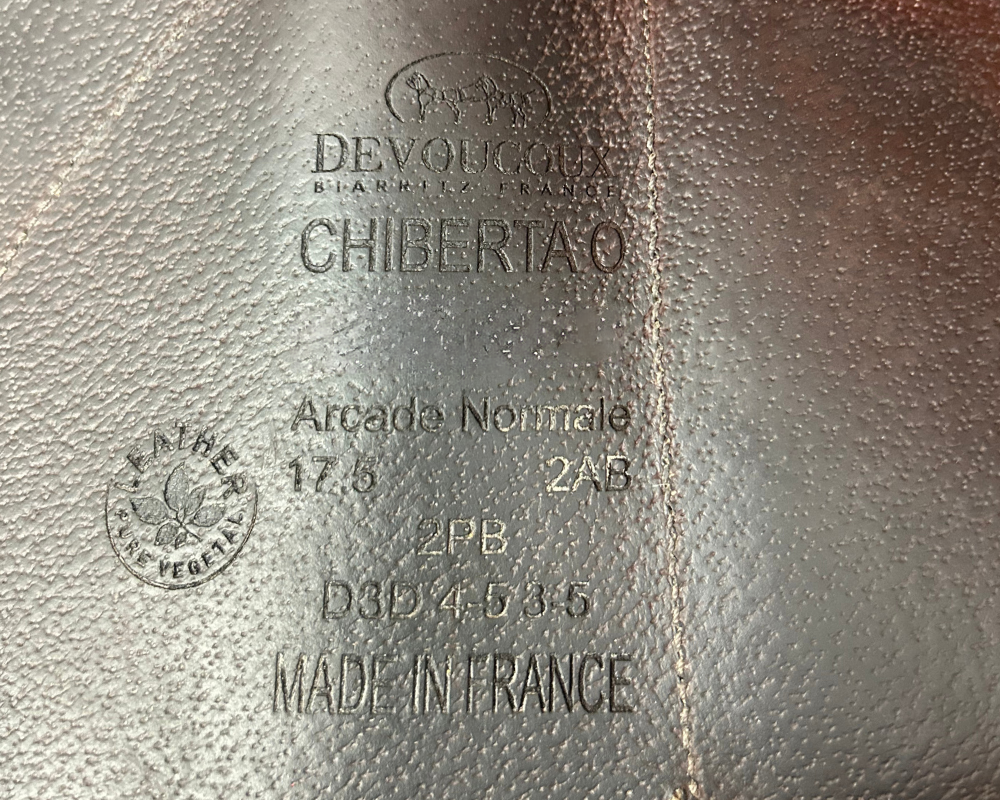 DEVOUCOUX
BIARRITZ FRANCE
CHIBERTA O
Arcade Normale
17.5 2AB
2PB
D3D 4-5 3-5
MADE IN FRANCE
LEATHER
PURE VEGETAL